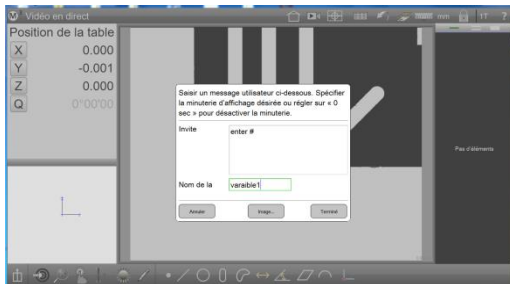 Vidéo en direct
mm
1T
?
Position de la table
X 0.000
Y -0.001
Z 0.000
Q 0°00'00
Saisir un message utilisateur ci-dessous. Spécifier
la minuterie d'affichage désirée ou régler sur « 0
sec » pour désactiver la minuterie.
Invite
enter #
Nom de la
varaible1
Annuler
Image...
Terminé
Pas d'éléments